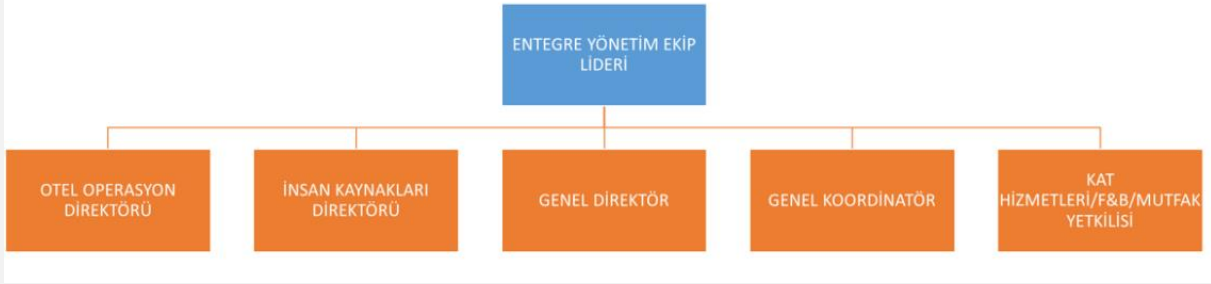 ENTEGRE YÖNETİM EKİP
LİDERİ
OTEL OPERASYON
DİREKTÖRÜ
İNSAN KAYNAKLARI
DİREKTÖRÜ
GENEL DİREKTÖR
GENEL KOORDİNATÖR
KAT
HİZMETLERİ/F&B/MUTFAK
YETKİLİSİ